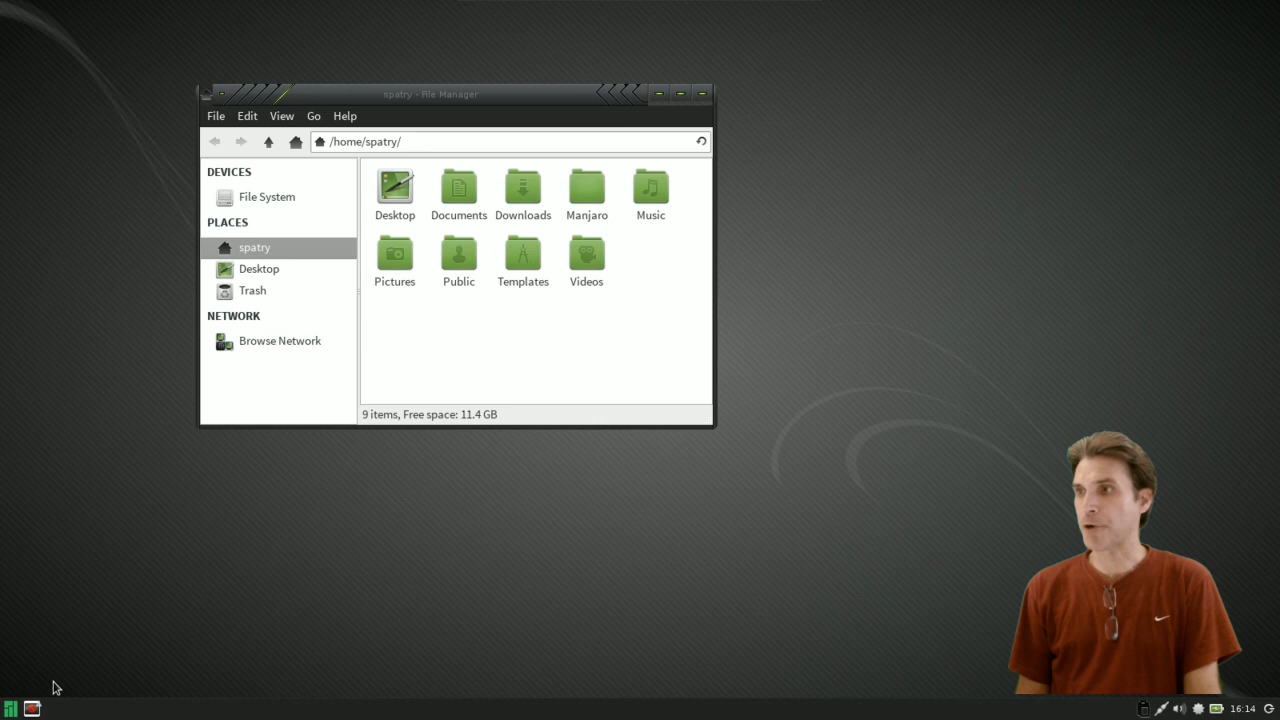 spatry - File Manager
File Edit View Go Help
/home/spatry/
DEVICES
File System
PLACES
spatry
Desktop
Trash
NETWORK
Browse Network
Desktop Documents Downloads Manjaro Music
Pictures Public Templates Videos
9 items, Free space: 11.4 GB
16:14